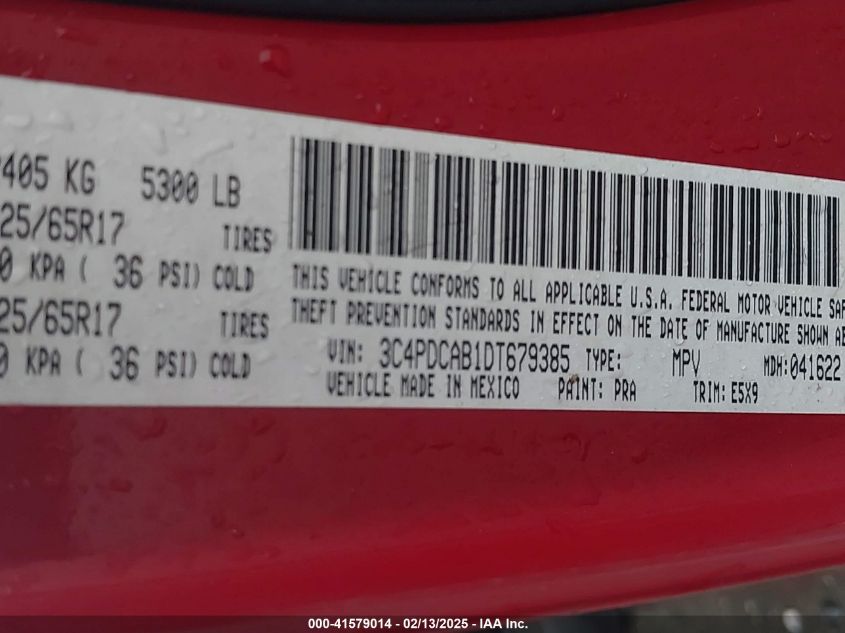 405 KG 5300 LB
25/65R17 TIRES
0 KPA ( 36 PSI) COLD
25/65R17 TIRES
0 KPA ( 36 PSI) COLD
THIS VEHICLE CONFORMS TO ALL APPLICABLE U.S.A. FEDERAL MOTOR VEHICLE SAF
THEFT PREVENTION STANDARDS IN EFFECT ON THE DATE OF MANUFACTURE SHOWN AB
VIN: 3C4PDCAB1DT679385 TYPE: MPV MDH:041622
VEHICLE MADE IN MEXICO PAINT: PRA TRIM: E5X9
000-41579014 - 02/13/2025 - IAA Inc.